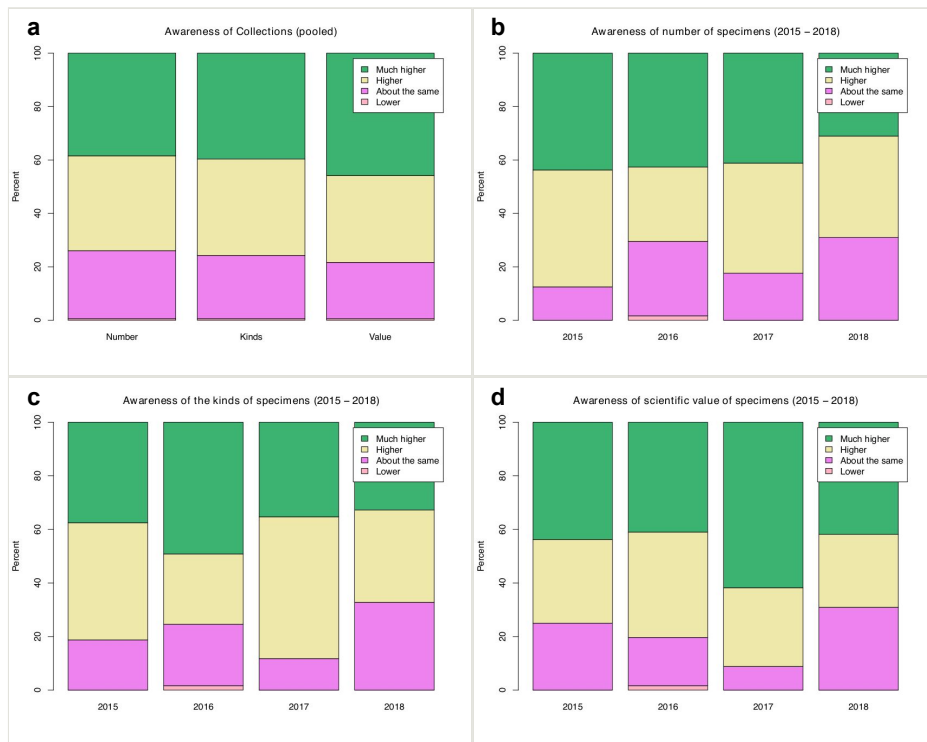 a
Awareness of Collections (pooled)
Percent
100
80
60
40
20
0
Much higher
Higher
About the same
Lower
Number Kinds Value
b
Awareness of number of specimens (2015 – 2018)
Percent
100
80
60
40
20
0
Much higher
Higher
About the same
Lower
2015 2016 2017 2018
c
Awareness of the kinds of specimens (2015 – 2018)
Percent
100
80
60
40
20
0
Much higher
Higher
About the same
Lower
2015 2016 2017 2018
d
Awareness of scientific value of specimens (2015 – 2018)
Percent
100
80
60
40
20
0
Much higher
Higher
About the same
Lower
2015 2016 2017 2018